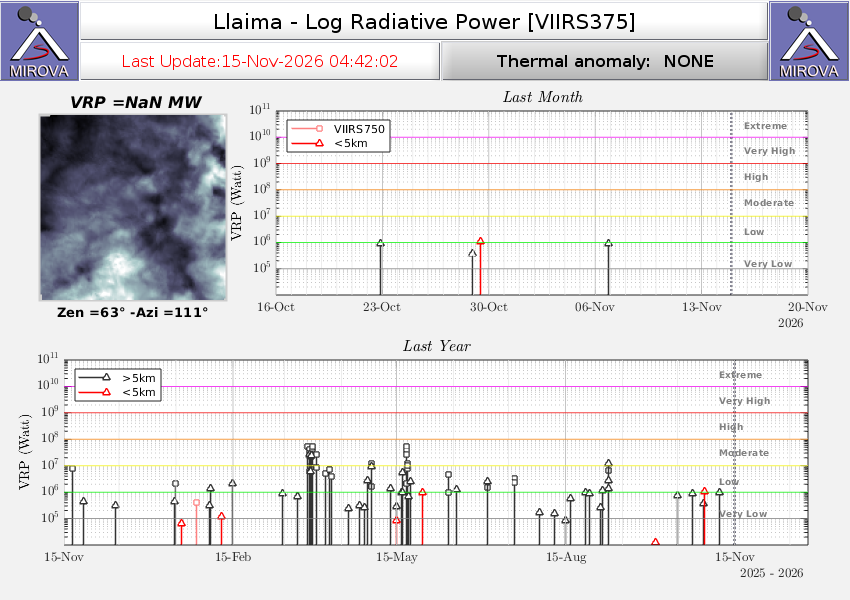 MIROVA
Llaima - Log Radiative Power [VIIRS375]
Last Update:15-Nov-2026 04:42:02
Thermal anomaly: NONE
MIROVA
VRP =NaN MW
Zen =63° -Azi =111°
Last Month
VRP (Watt)
10^11
10^10
10^9
10^8
10^7
10^6
10^5
VIIRS750
<5km
Extreme
Very High
High
Moderate
Low
Very Low
16-Oct
23-Oct
30-Oct
06-Nov
13-Nov
20-Nov
2026
Last Year
VRP (Watt)
10^11
10^10
10^9
10^8
10^7
10^6
10^5
>5km
<5km
Extreme
Very High
High
Moderate
Low
Very Low
15-Nov
15-Feb
15-May
15-Aug
15-Nov
2025 - 2026